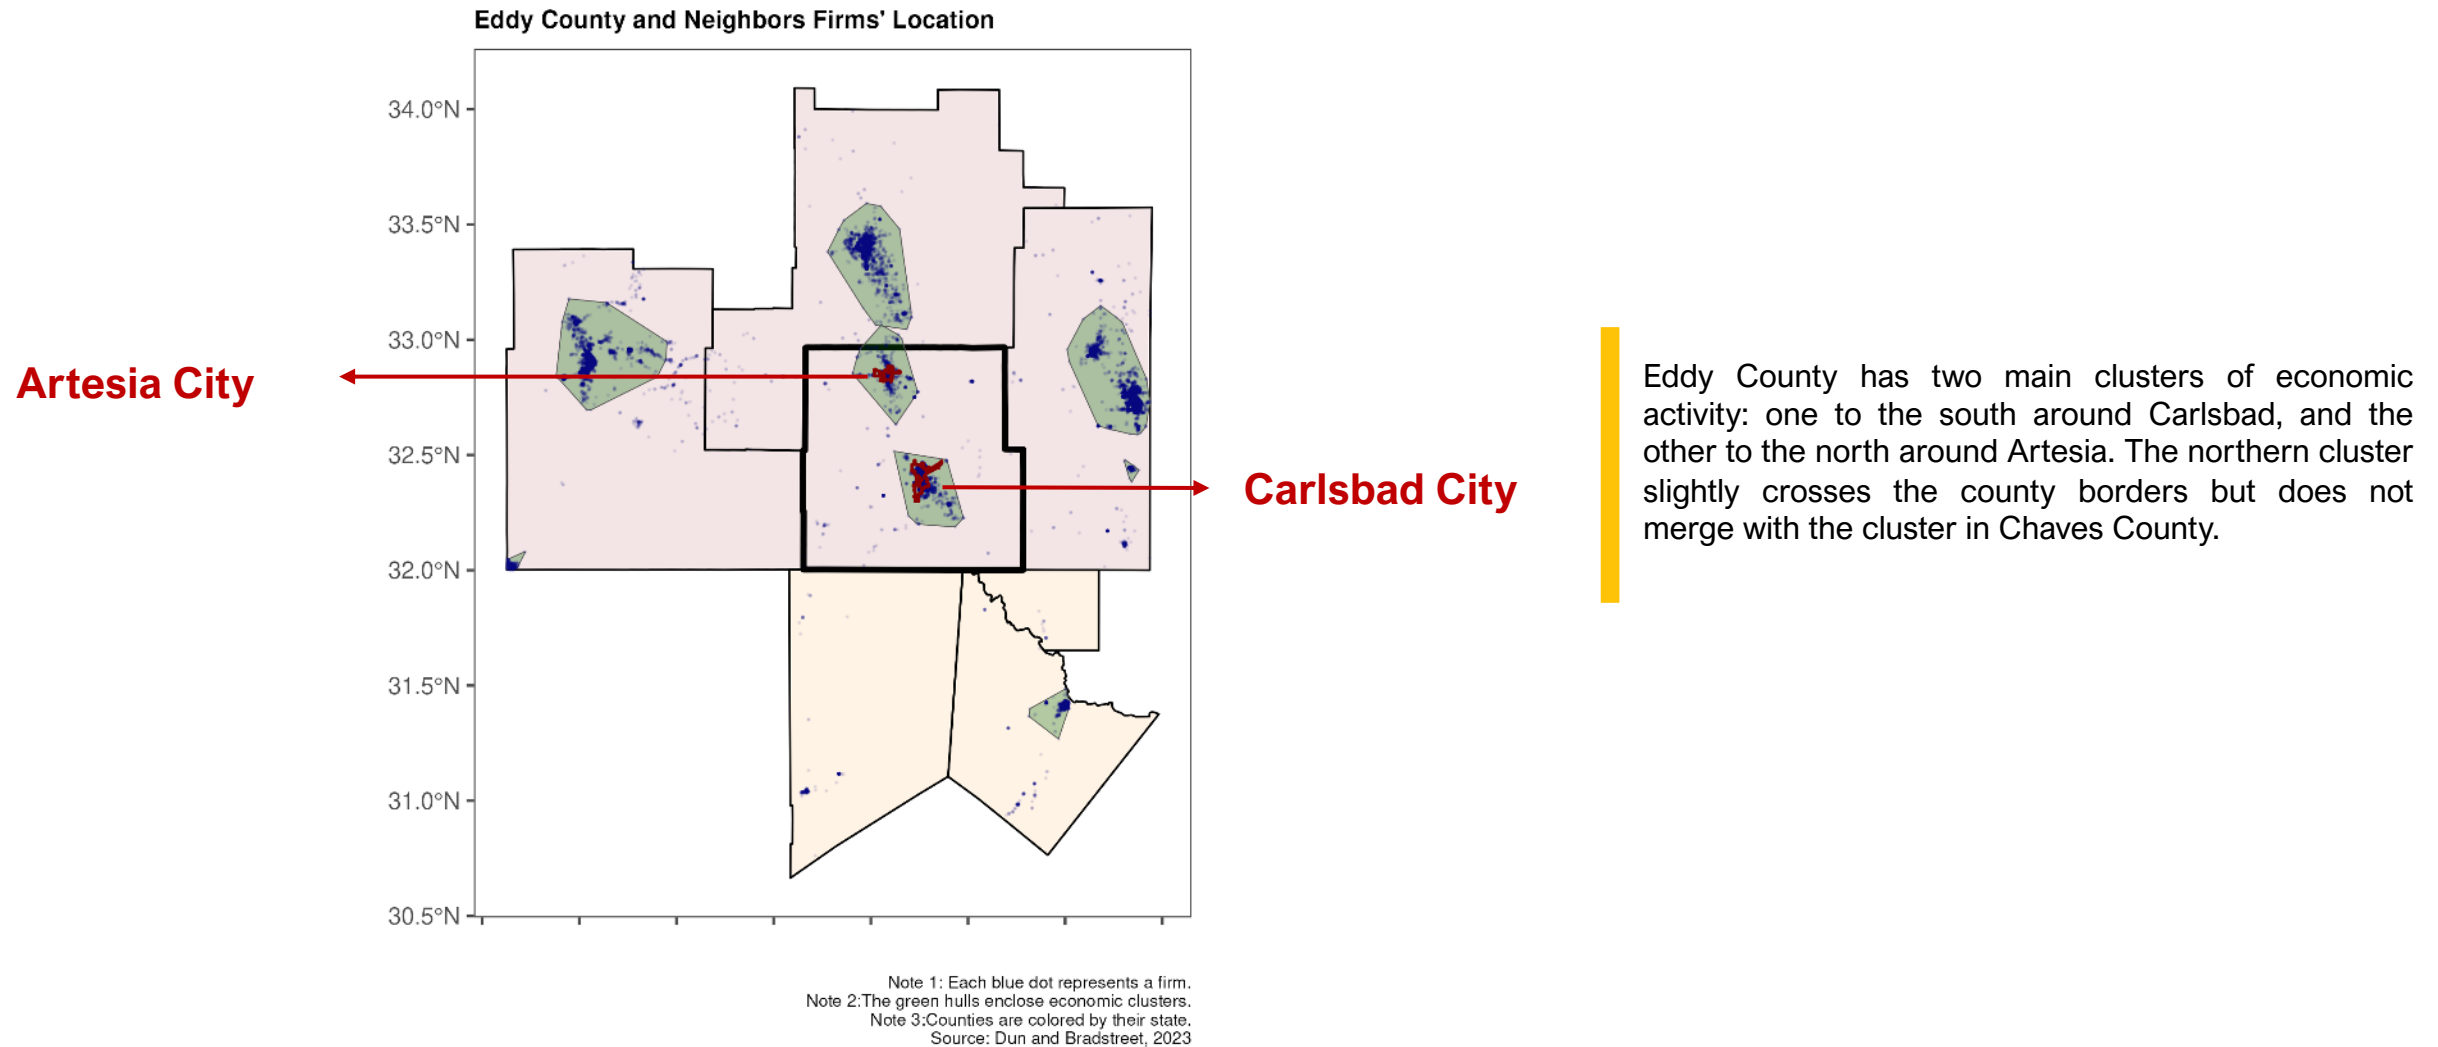 Eddy County and Neighbors Firms' Location
34.0°N
33.5°N
33.0°N
32.5°N
32.0°N
31.5°N
31.0°N
30.5°N
Artesia City
Carlsbad City
Eddy County has two main clusters of economic
activity: one to the south around Carlsbad, and the
other to the north around Artesia. The northern cluster
slightly crosses the county borders but does not
merge with the cluster in Chaves County.
Note 1: Each blue dot represents a firm.
Note 2:The green hulls enclose economic clusters.
Note 3:Counties are colored by their state.
Source: Dun and Bradstreet, 2023